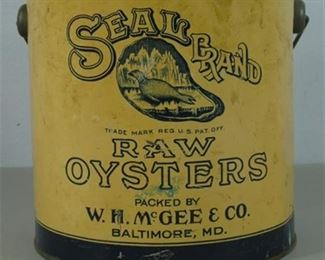 SEAL BRAND
TRADE MARK REG. U.S. PAT. OFF.
RAW
OYSTERS
PACKED BY
W. H. McGEE & CO.
BALTIMORE, MD.